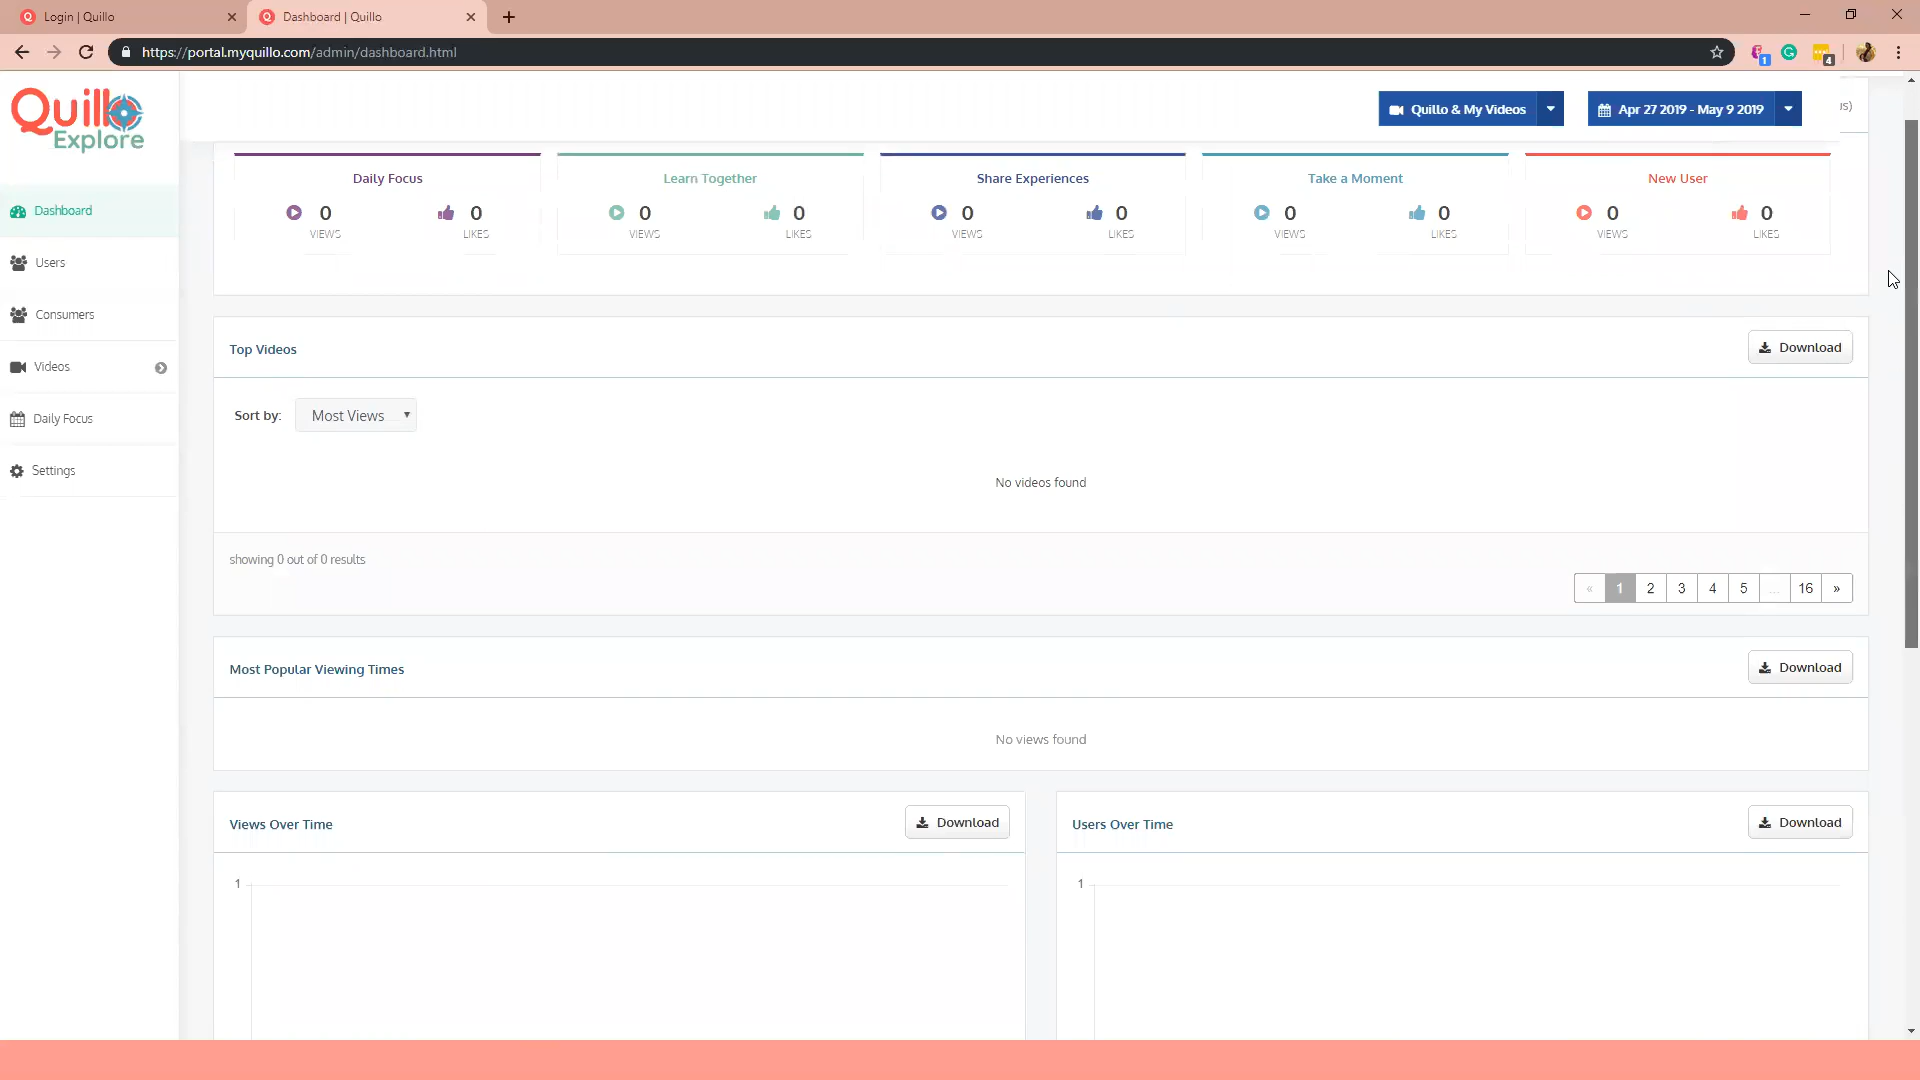 Login | Quillo
Dashboard | Quillo
https://portal.myquillo.com/admin/dashboard.html
1
4
Quillo
Explore
Quillo & My Videos
Apr 27 2019 - May 9 2019
Dashboard
Users
Consumers
Videos
Daily Focus
Settings
Daily Focus
0 0
VIEWS LIKES
Learn Together
0 0
VIEWS LIKES
Share Experiences
0 0
VIEWS LIKES
Take a Moment
0 0
VIEWS LIKES
New User
0 0
VIEWS LIKES
Top Videos
Download
Sort by: Most Views
No videos found
showing 0 out of 0 results
« 1 2 3 4 5 ... 16 »
Most Popular Viewing Times
Download
No views found
Views Over Time
Download
1
Users Over Time
Download
1